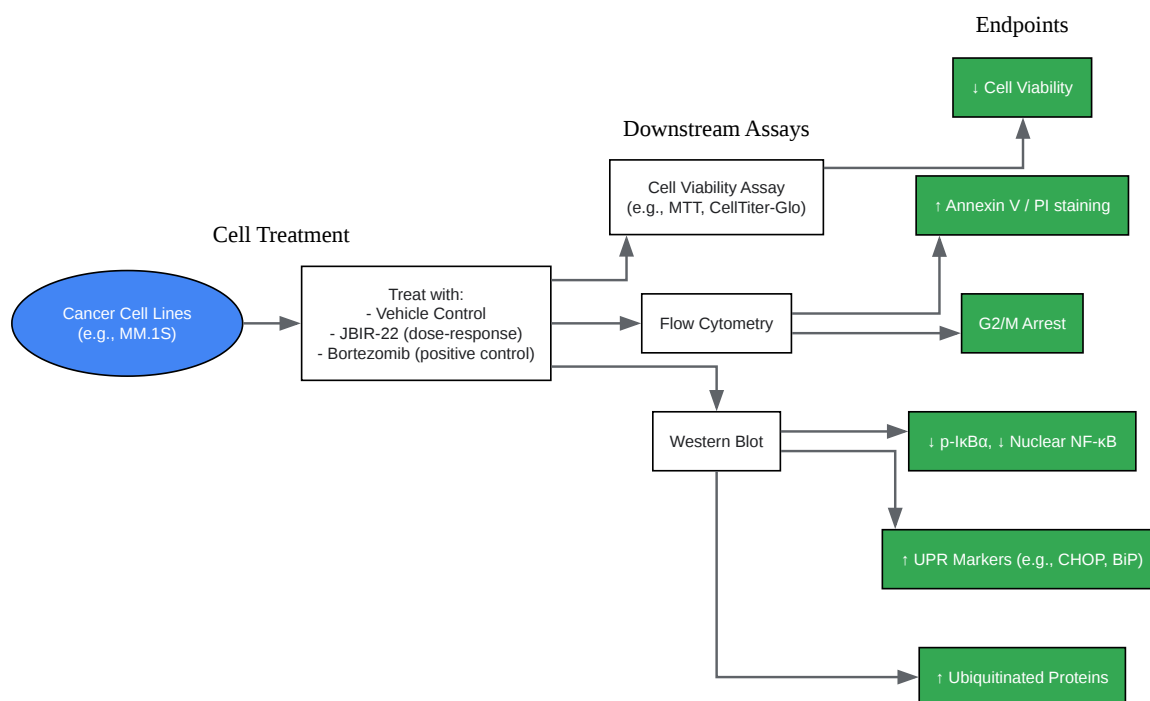 Endpoints
↓ Cell Viability
Downstream Assays
Cell Viability Assay
(e.g., MTT, CellTiter-Glo)
↑ Annexin V / PI staining
Cell Treatment
Cancer Cell Lines
(e.g., MM.1S)
Treat with:
- Vehicle Control
- JBIR-22 (dose-response)
- Bortezomib (positive control)
Flow Cytometry
G2/M Arrest
Western Blot
↓ p-IκBα, ↓ Nuclear NF-κB
↑ UPR Markers (e.g., CHOP, BiP)
↑ Ubiquitinated Proteins